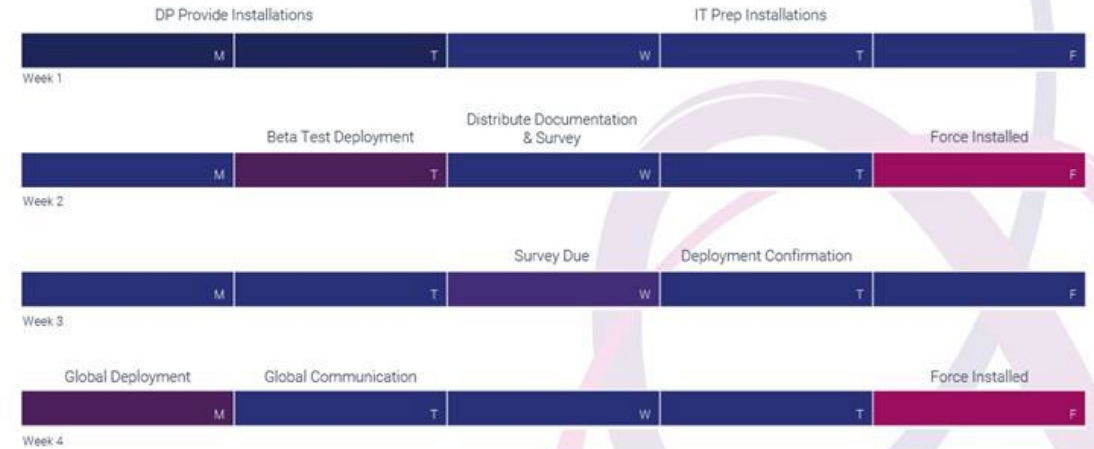 DP Provide Installations IT Prep Installations
M T W T F
Week 1
Beta Test Deployment Distribute Documentation
& Survey Force Installed
M T W T F
Week 2
Survey Due Deployment Confirmation
M T W T F
Week 3
Global Deployment Global Communication Force Installed
M T W T F
Week 4